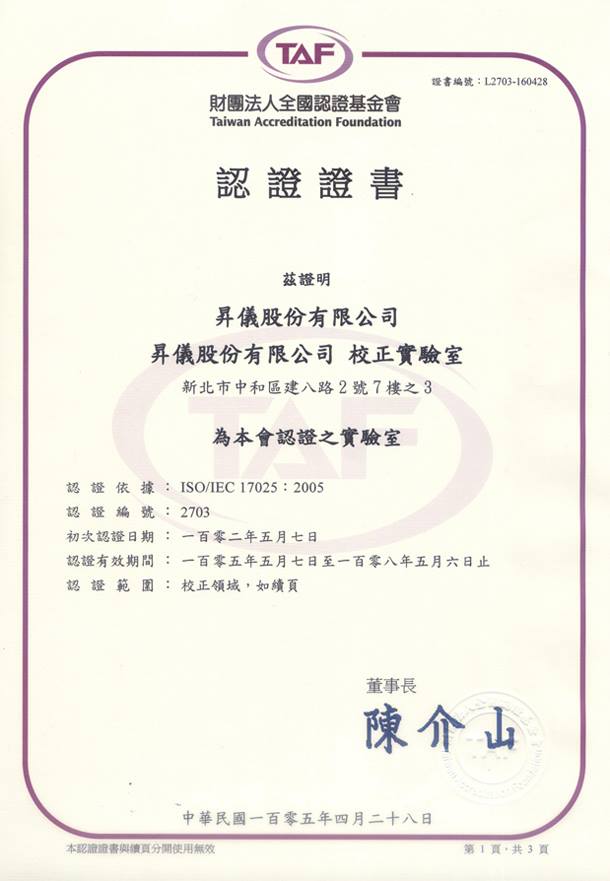 TAF
證書編號：L2703-160428
財團法人全國認證基金會
Taiwan Accreditation Foundation
認證證書
茲證明
昇儀股份有限公司
昇儀股份有限公司 校正實驗室
新北市中和區建八路2號7樓之3
為本會認證之實驗室
認證依據：ISO/IEC 17025：2005
認證編號：2703
初次認證日期：一百零二年五月七日
認證有效期間：一百零五年五月七日至一百零八年五月六日止
認證範圍：校正領域，如續頁
董事長
陳介山
中華民國一百零五年四月二十八日
本認證證書與續頁分開使用無效
第1頁，共3頁